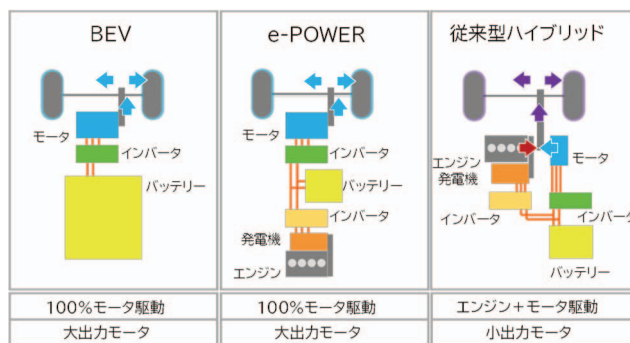 BEV
モータ
インバータ
バッテリー
100%モータ駆動
大出力モータ
e-POWER
モータ
インバータ
バッテリー
インバータ
発電機
エンジン
100%モータ駆動
大出力モータ
従来型ハイブリッド
エンジン
発電機
モータ
インバータ
インバータ
バッテリー
エンジン+モータ駆動
小出力モータ